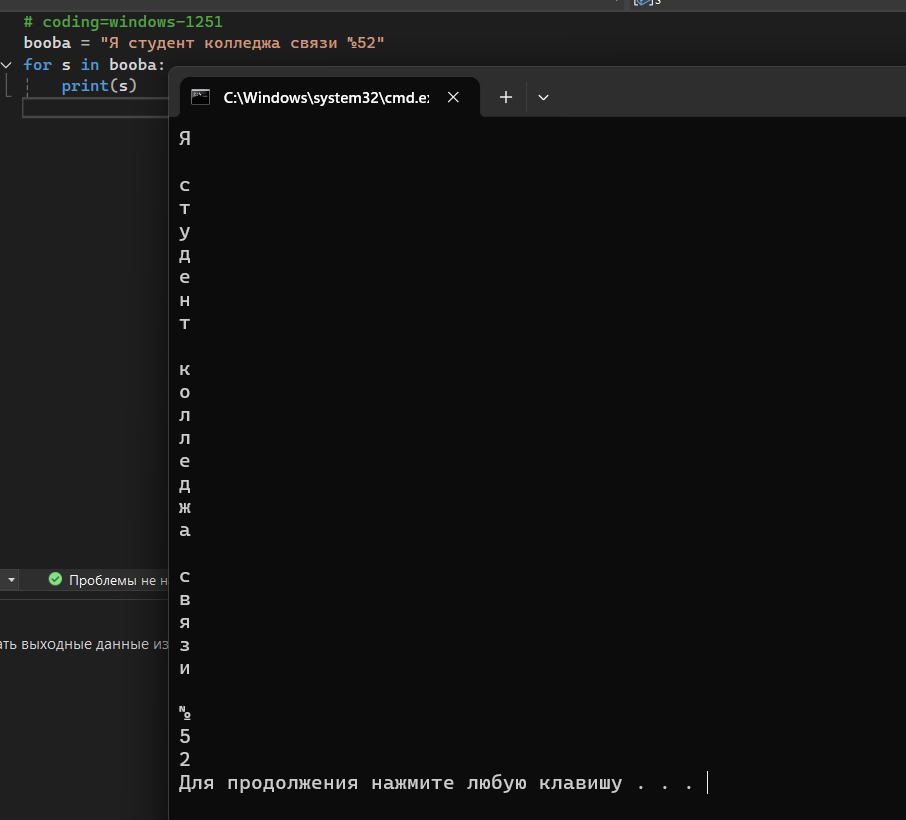 # coding=windows-1251
booba = "Я студент колледжа связи №52"
for s in booba:
print(s)
C:\Windows\system32\cmd.e
Я
с
т
у
д
е
н
т
к
о
л
л
е
д
ж
а
с
в
я
з
и
№
5
2
Для продолжения нажмите любую клавишу . . .
Проблемы не н
ать выходные данные из